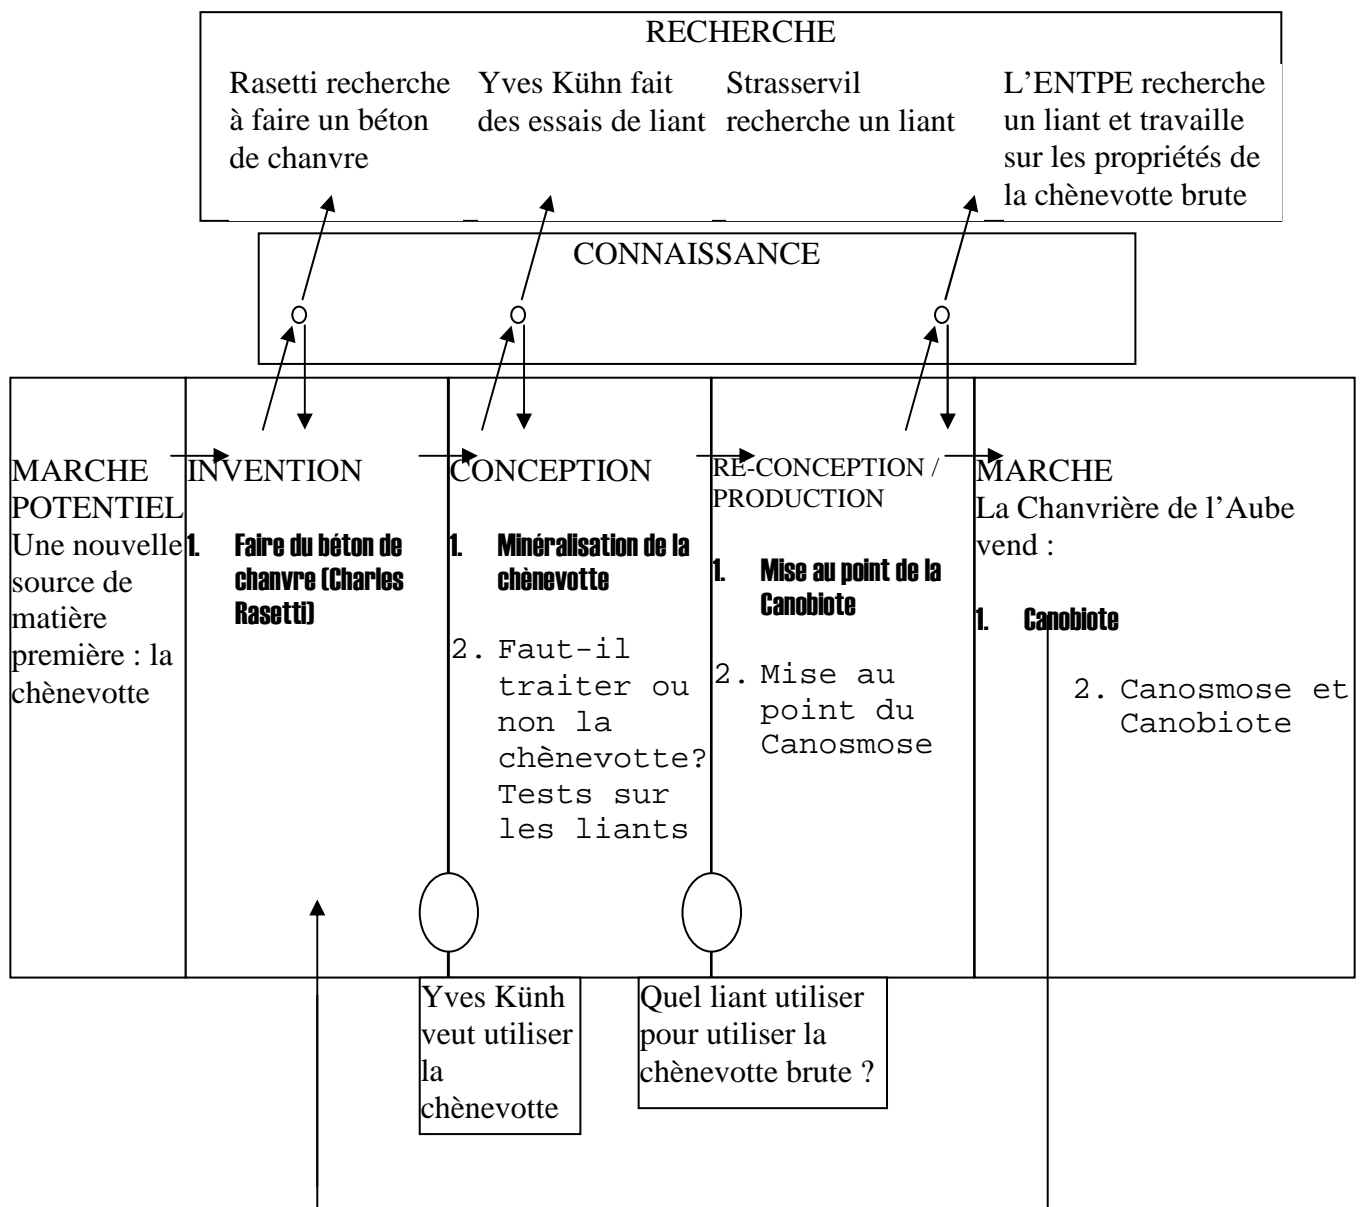 RECHERCHE
Rasetti recherche
à faire un béton
de chanvre
Yves Kühn fait
des essais de liant
Strasservil
recherche un liant
L’ENTPE recherche
un liant et travaille
sur les propriétés de
la chènevotte brute
CONNAISSANCE
MARCHE
POTENTIEL
Une nouvelle
source de
matière
première : la
chènevotte
INVENTION
1. Faire du béton de
chanvre (Charles
Rasetti)
CONCEPTION
1. Minéralisation de la
chènevotte
2. Faut-il
traiter ou
non la
chènevotte?
Tests sur
les liants
RE-CONCEPTION /
PRODUCTION
1. Mise au point de la
Canobiote
2. Mise au
point du
Canosmose
MARCHE
La Chanvrière de l’Aube
vend :
1. Canobiote
2. Canosmose et
Canobiote
Yves Künh
veut utiliser
la
chènevotte
Quel liant utiliser
pour utiliser la
chènevotte brute ?